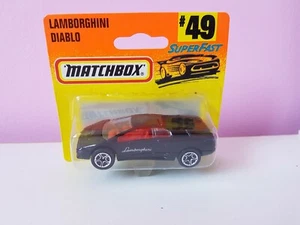 LAMBORGHINI
DIABLO
#49
SUPERFAST
MATCHBOX
Lamborghini